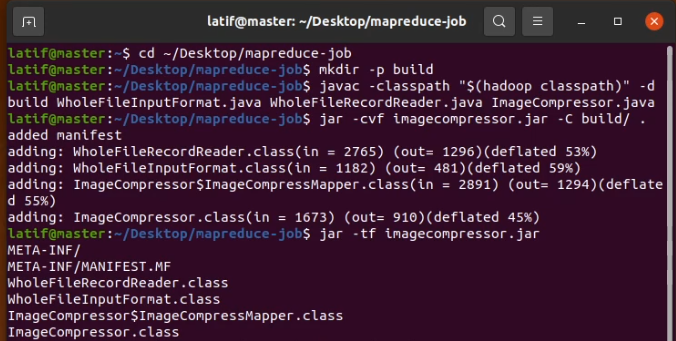 latif@master: ~/Desktop/mapreduce-job
latif@master:~$ cd ~/Desktop/mapreduce-job
latif@master:~/Desktop/mapreduce-job$ mkdir -p build
latif@master:~/Desktop/mapreduce-job$ javac -classpath "$(hadoop classpath)" -d
build WholeFileInputFormat.java WholeFileRecordReader.java ImageCompressor.java
latif@master:~/Desktop/mapreduce-job$ jar -cvf imagecompressor.jar -C build/ .
added manifest
adding: WholeFileRecordReader.class(in = 2765) (out= 1296)(deflated 53%)
adding: WholeFileInputFormat.class(in = 1182) (out= 481)(deflated 59%)
adding: ImageCompressor$ImageCompressMapper.class(in = 2891) (out= 1294)(deflate
d 55%)
adding: ImageCompressor.class(in = 1673) (out= 910)(deflated 45%)
latif@master:~/Desktop/mapreduce-job$ jar -tf imagecompressor.jar
META-INF/
META-INF/MANIFEST.MF
WholeFileRecordReader.class
WholeFileInputFormat.class
ImageCompressor$ImageCompressMapper.class
ImageCompressor.class